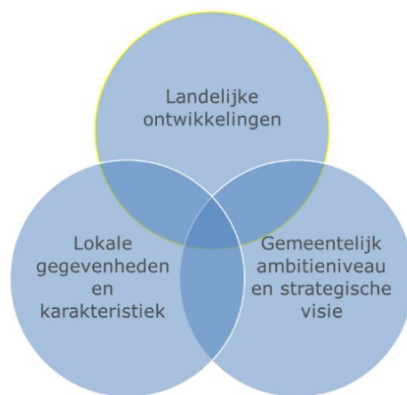 Landelijke
ontwikkelingen
Lokale
gegevenheden
en
karakteristiek
Gemeentelijk
ambitieniveau
en strategische
visie